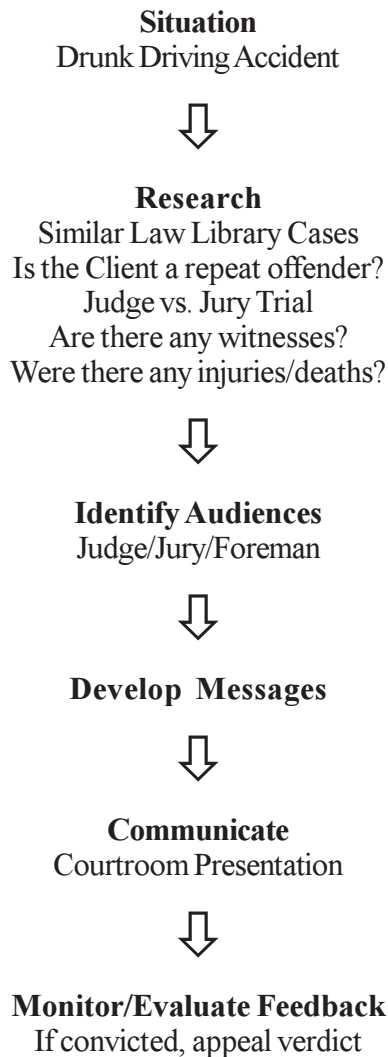 Situation
Drunk Driving Accident
Research
Similar Law Library Cases
Is the Client a repeat offender?
Judge vs. Jury Trial
Are there any witnesses?
Were there any injuries/deaths?
Identify Audiences
Judge/Jury/Foreman
Develop Messages
Communicate
Courtroom Presentation
Monitor/Evaluate Feedback
If convicted, appeal verdict